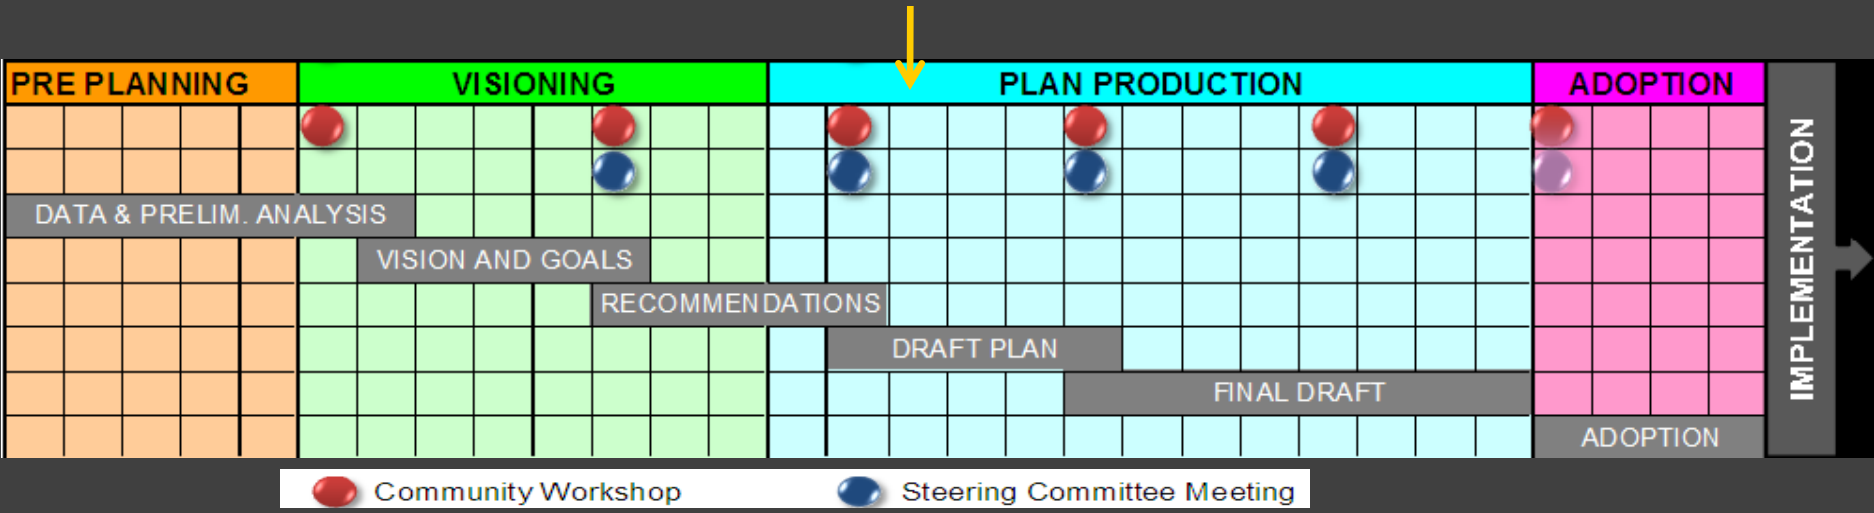 PRE PLANNING
VISIONING
PLAN PRODUCTION
ADOPTION
IMPLEMENTATION
DATA & PRELIM. ANALYSIS
VISION AND GOALS
RECOMMENDATIONS
DRAFT PLAN
FINAL DRAFT
ADOPTION
Community Workshop
Steering Committee Meeting